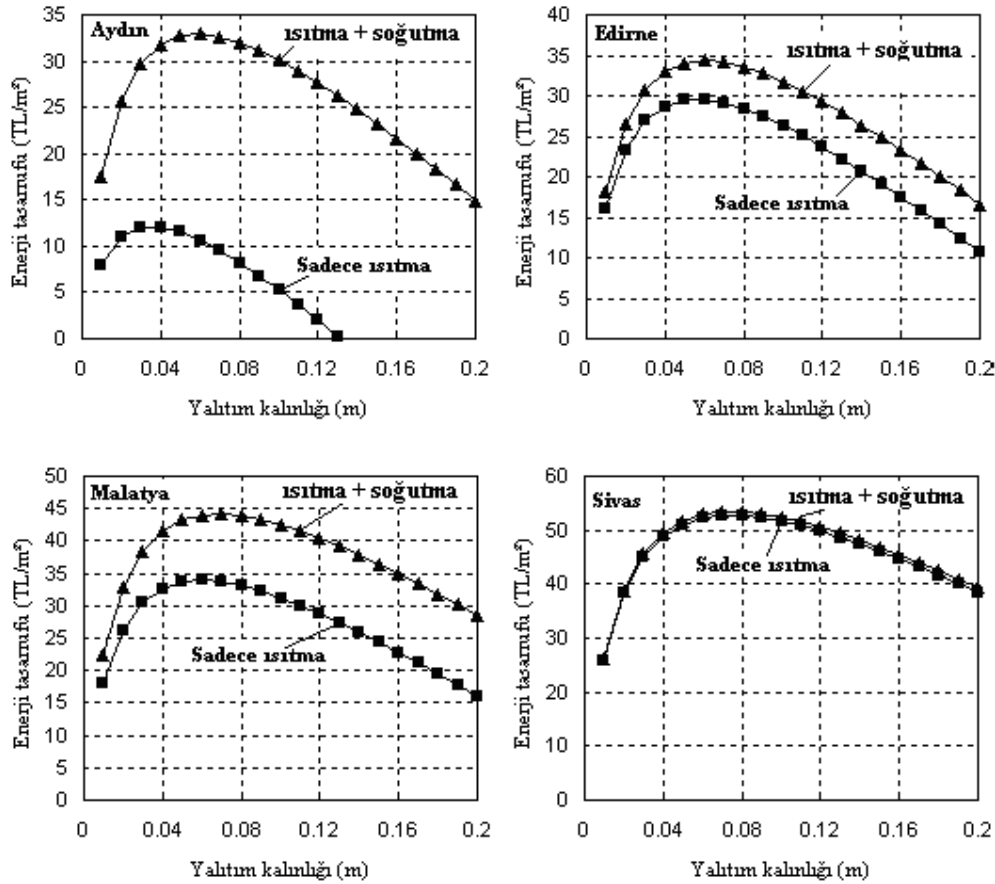 Aydın
ısıtma + soğutma
Sadece ısıtma
Enerji tasarrufu (TL/m²)
35
30
25
20
15
10
5
0
0 0.04 0.08 0.12 0.16 0.2
Yalıtım kalınlığı (m)
Edirne
ısıtma + soğutma
Sadece ısıtma
Enerji tasarrufu (TL/m²)
40
35
30
25
20
15
10
5
0
0 0.04 0.08 0.12 0.16 0.2
Yalıtım kalınlığı (m)
Malatya
ısıtma + soğutma
Sadece ısıtma
Enerji tasarrufu (TL/m²)
50
45
40
35
30
25
20
15
10
5
0
0 0.04 0.08 0.12 0.16 0.2
Yalıtım kalınlığı (m)
Sivas
ısıtma + soğutma
Sadece ısıtma
Enerji tasarrufu (TL/m²)
60
50
40
30
20
10
0
0 0.04 0.08 0.12 0.16 0.2
Yalıtım kalınlığı (m)